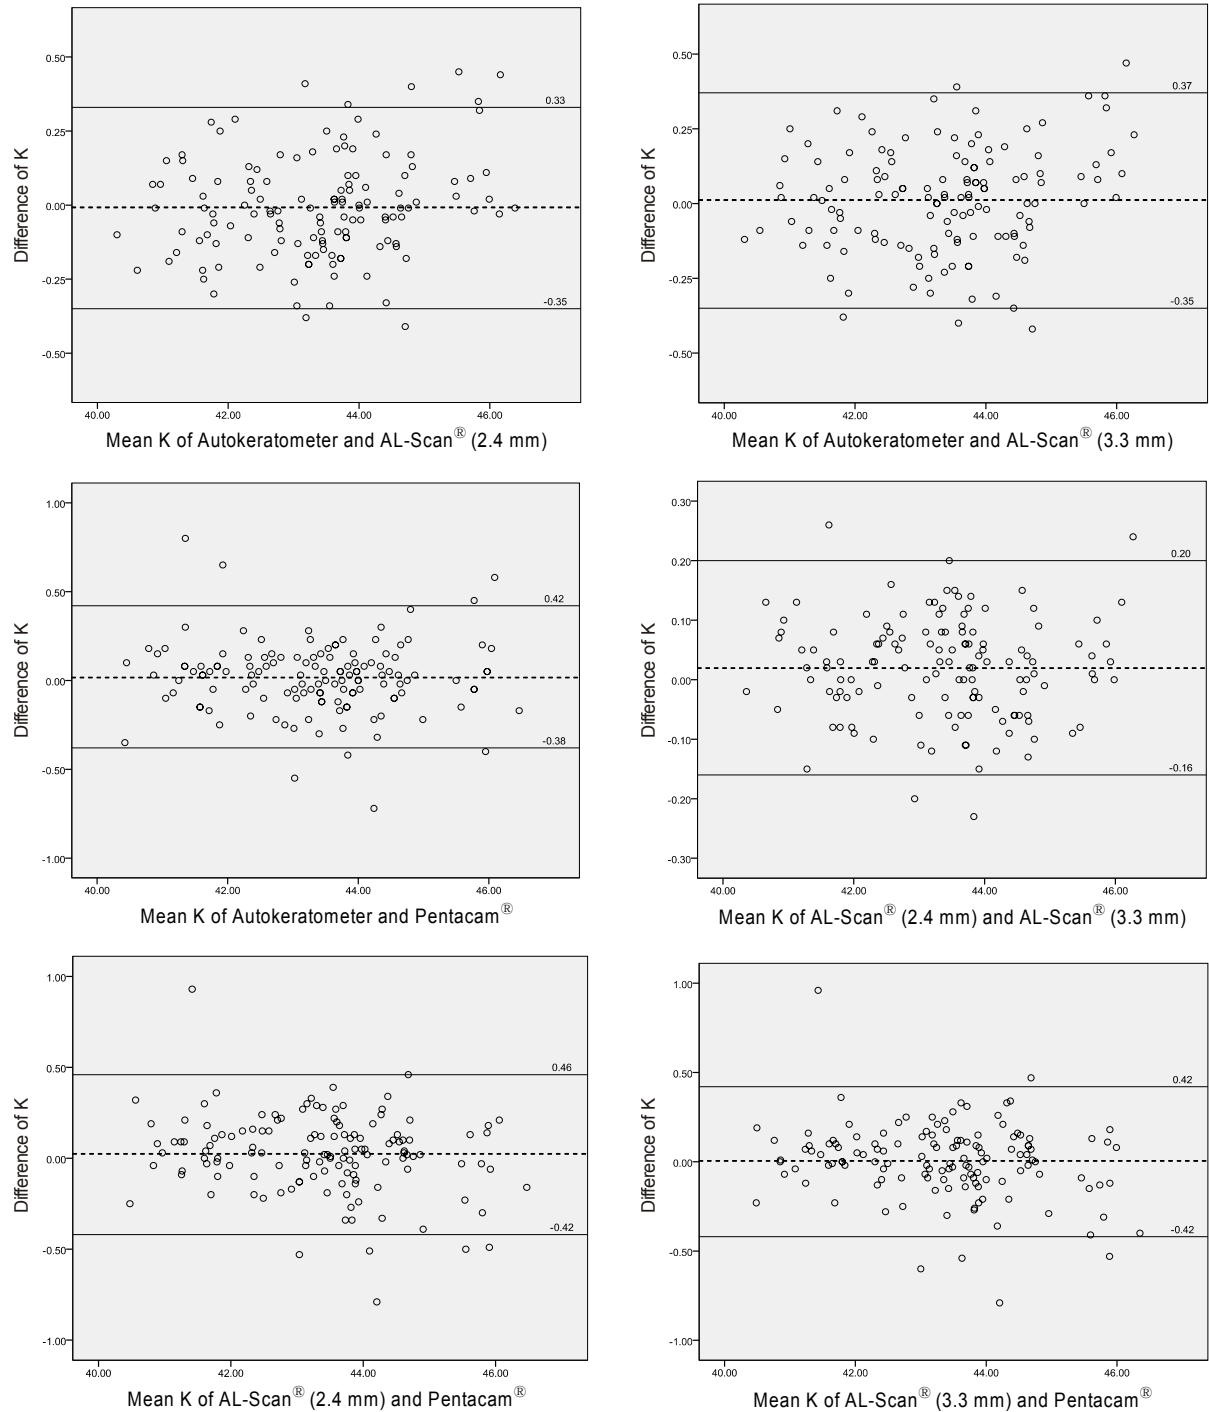 0.50
0.25
0.00
-0.25
-0.50
0.33
-0.35
40.00 42.00 44.00 46.00
Difference of K
Mean K of Autokeratometer and AL-Scan® (2.4 mm)
0.50
0.25
0.00
-0.25
-0.50
0.37
-0.35
40.00 42.00 44.00 46.00
Difference of K
Mean K of Autokeratometer and AL-Scan® (3.3 mm)
1.00
0.50
0.00
-0.50
-1.00
0.42
-0.38
40.00 42.00 44.00 46.00
Difference of K
Mean K of Autokeratometer and Pentacam®
0.30
0.20
0.10
0.00
-0.10
-0.20
-0.30
0.20
-0.16
40.00 42.00 44.00 46.00
Difference of K
Mean K of AL-Scan® (2.4 mm) and AL-Scan® (3.3 mm)
1.00
0.50
0.00
-0.50
-1.00
0.46
-0.42
40.00 42.00 44.00 46.00
Difference of K
Mean K of AL-Scan® (2.4 mm) and Pentacam®
1.00
0.50
0.00
-0.50
-1.00
0.42
-0.42
40.00 42.00 44.00 46.00
Difference of K
Mean K of AL-Scan® (3.3 mm) and Pentacam®